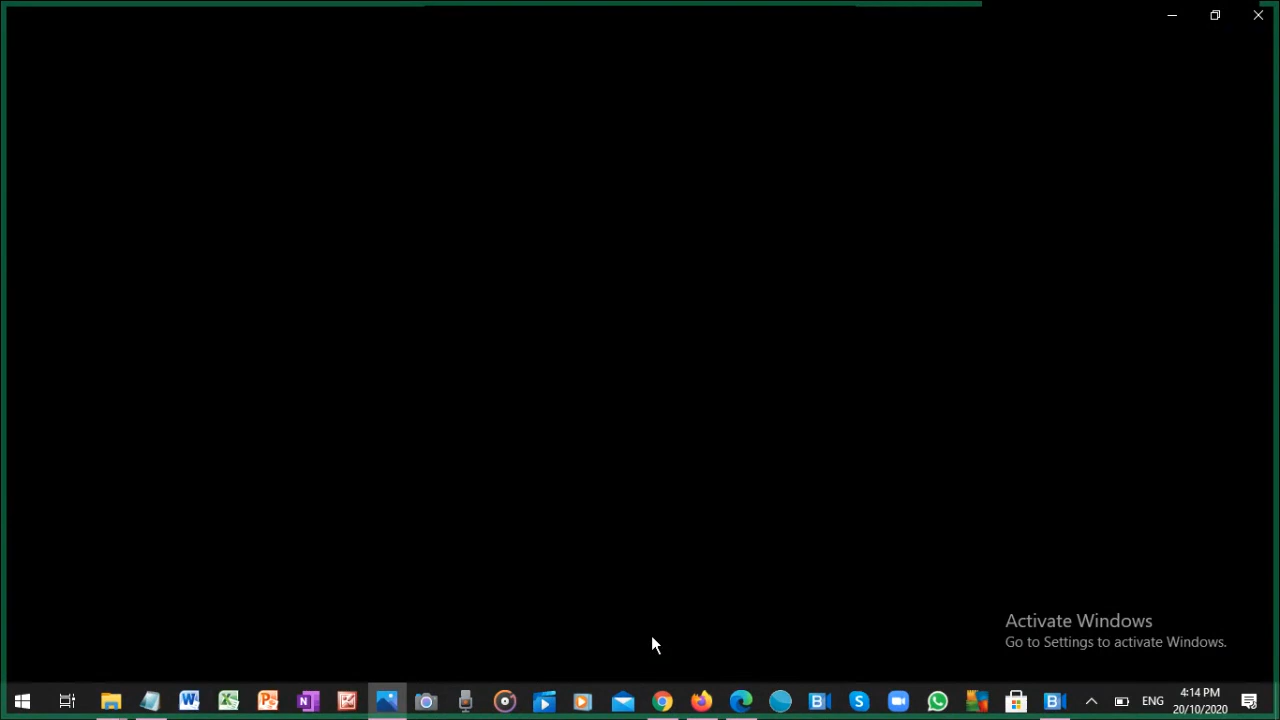 Activate Windows
Go to Settings to activate Windows.
ENG
4:14 PM
20/10/2020